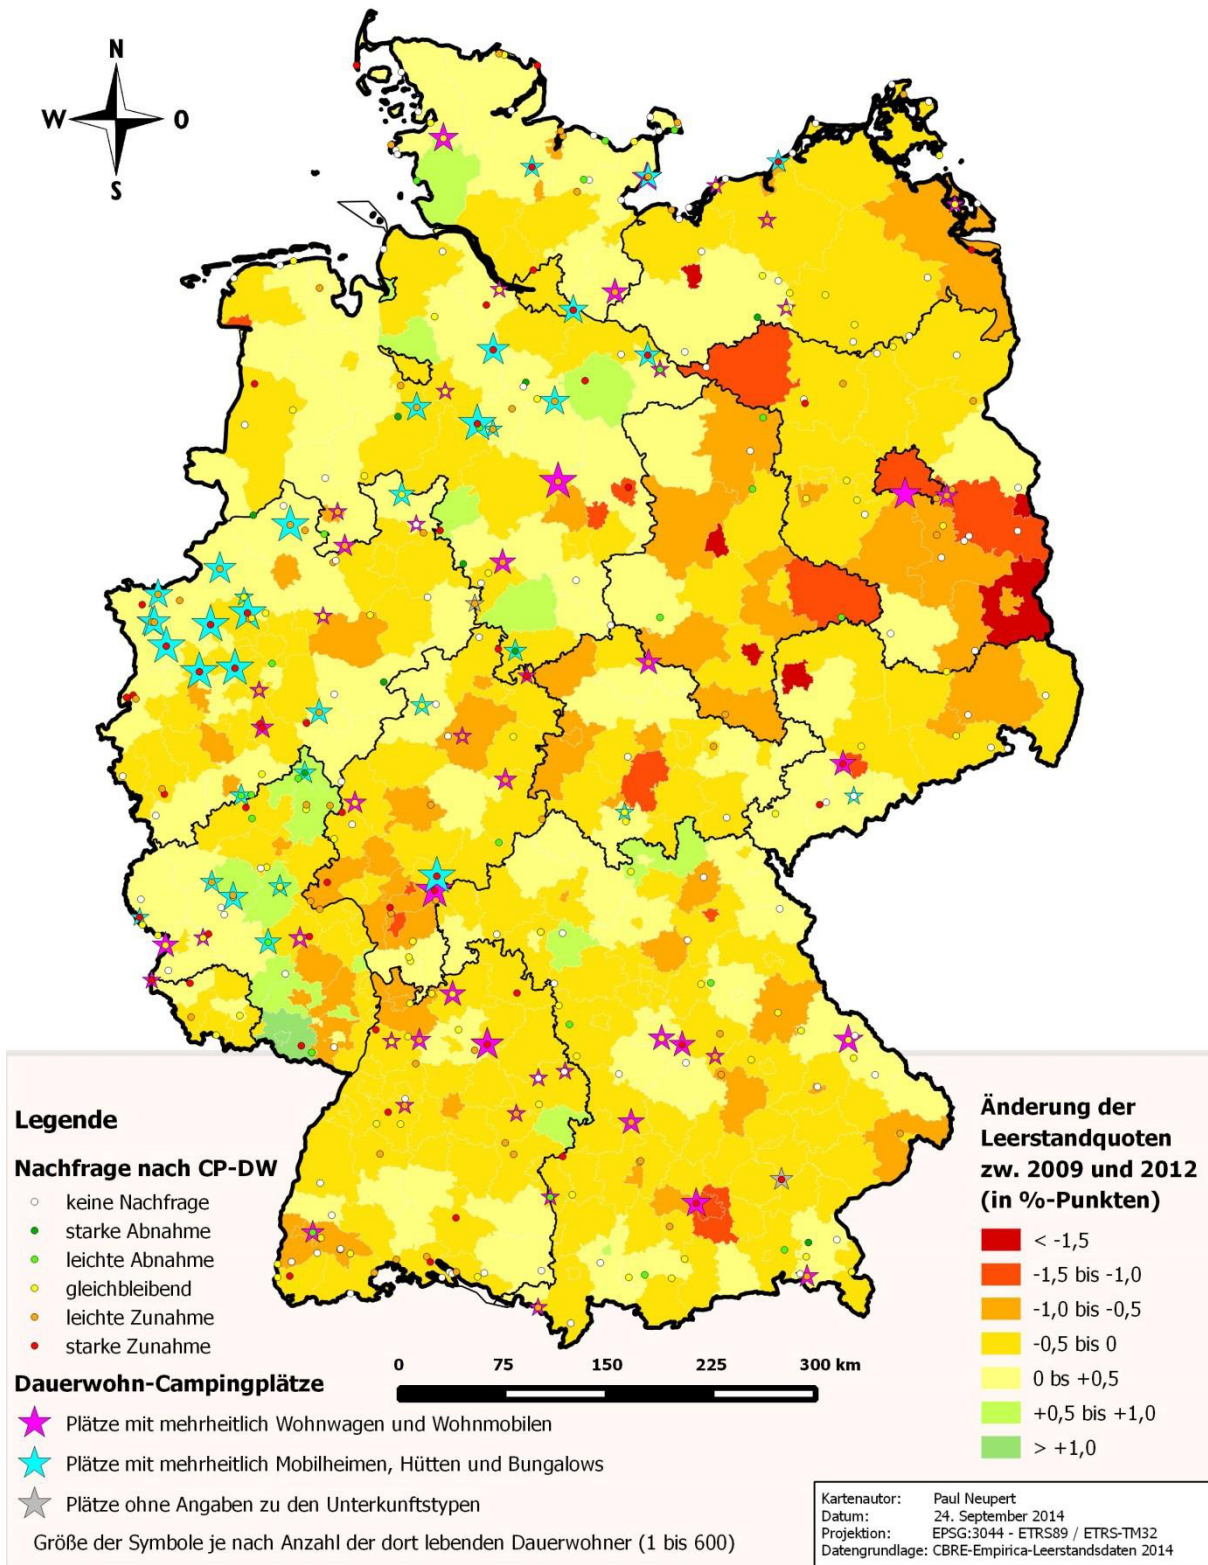 N
W
O
S
Legende
Nachfrage nach CP-DW
keine Nachfrage
starke Abnahme
leichte Abnahme
gleichbleibend
leichte Zunahme
starke Zunahme
Dauerwohn-Campingplätze
Plätze mit mehrheitlich Wohnwagen und Wohnmobilen
Plätze mit mehrheitlich Mobilheimen, Hütten und Bungalows
Plätze ohne Angaben zu den Unterkunftstypen
Größe der Symbole je nach Anzahl der dort lebenden Dauerwohner (1 bis 600)
0 75 150 225 300 km
Änderung der
Leerstandquoten
zw. 2009 und 2012
(in %-Punkten)
< -1,5
-1,5 bis -1,0
-1,0 bis -0,5
-0,5 bis 0
0 bs +0,5
+0,5 bis +1,0
> +1,0
Kartenautor: Paul Neupert
Datum: 24. September 2014
Projektion: EPSG:3044 - ETRS89 / ETRS-TM32
Datengrundlage: CBRE-Empirica-Leerstandsdaten 2014